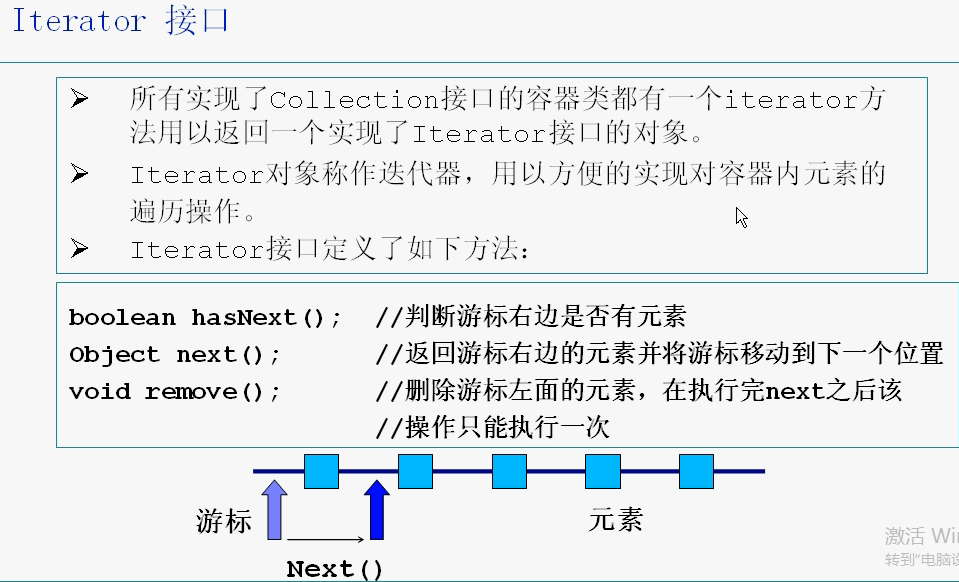 Iterator 接口
所有实现了Collection接口的容器类都有一个iterator方
法用以返回一个实现了Iterator接口的对象。
Iterator对象称作迭代器，用以方便的实现对容器内元素的
遍历操作。
Iterator接口定义了如下方法：
boolean hasNext(); //判断游标右边是否有元素
Object next(); //返回游标右边的元素并将游标移动到下一个位置
void remove(); //删除游标左面的元素，在执行完next之后该
//操作只能执行一次
游标
元素
Next()
激活 Win
转到“电脑设